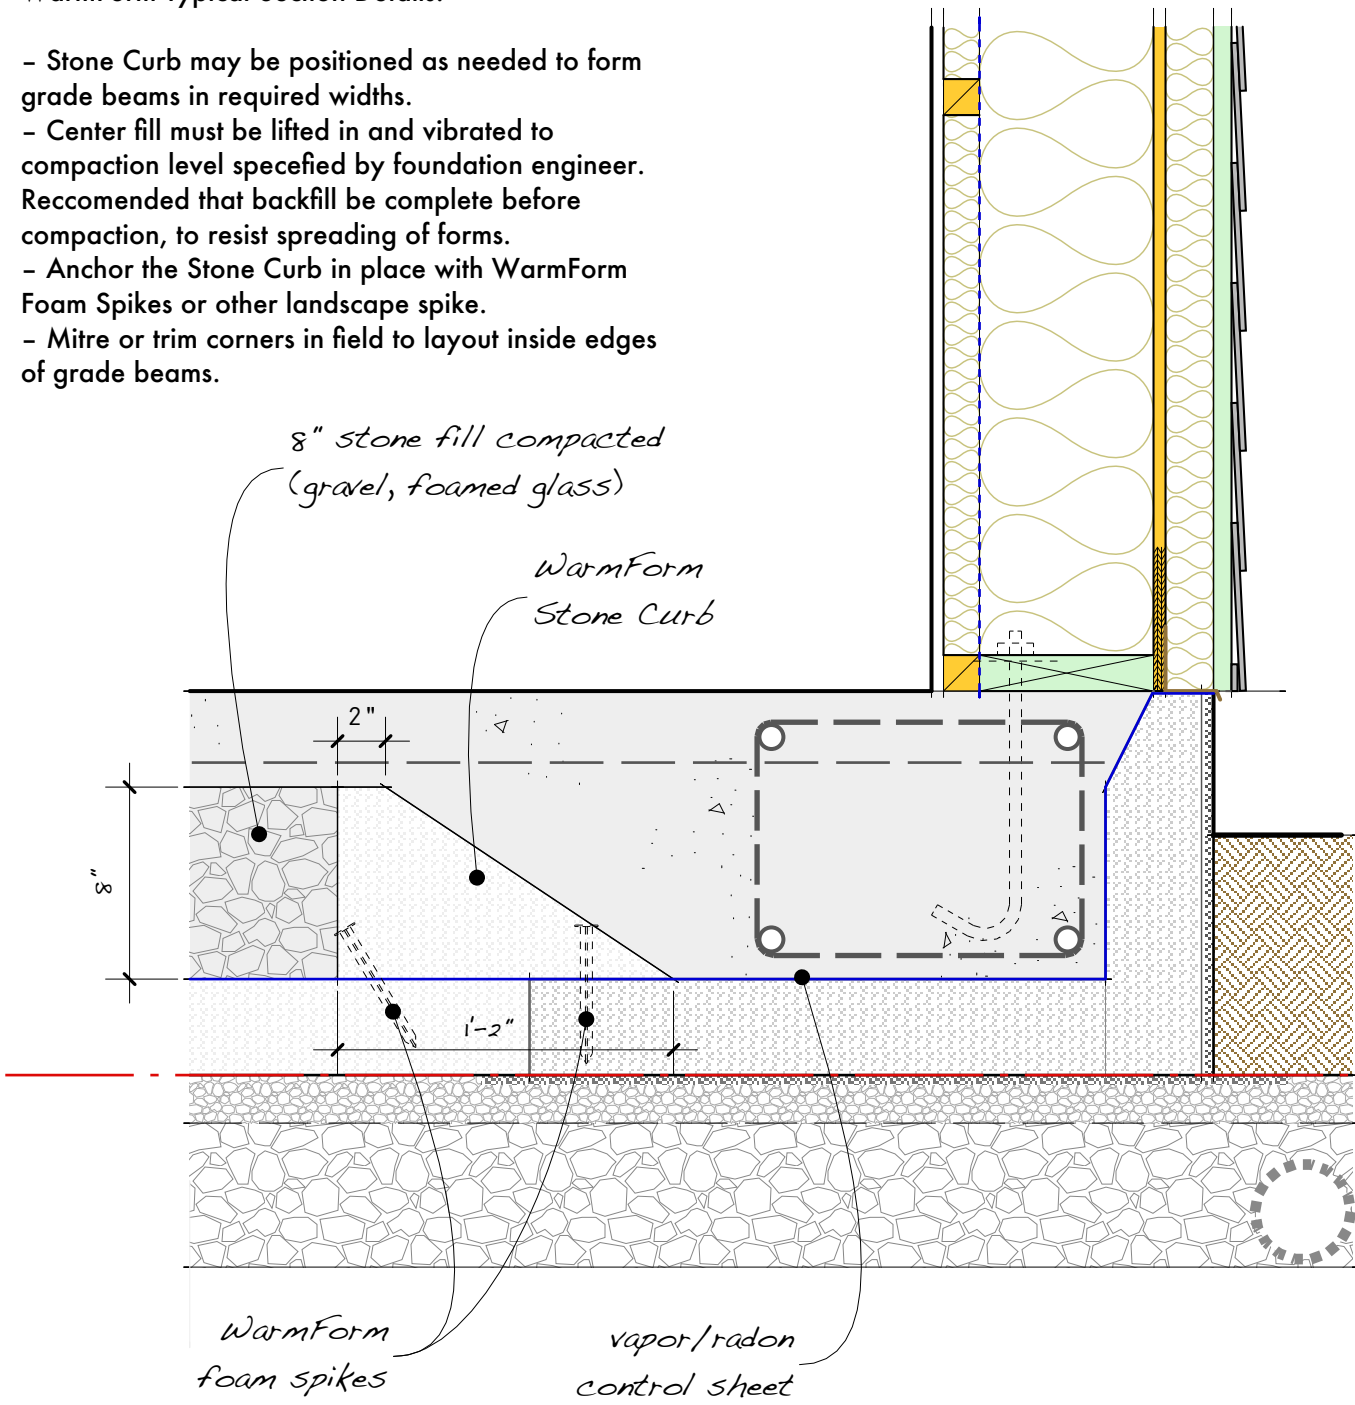 WarmForm Typical Section Details:
– Stone Curb may be positioned as needed to form
grade beams in required widths.
– Center fill must be lifted in and vibrated to
compaction level specefied by foundation engineer.
Reccomended that backfill be complete before
compaction, to resist spreading of forms.
– Anchor the Stone Curb in place with WarmForm
Foam Spikes or other landscape spike.
– Mitre or trim corners in field to layout inside edges
of grade beams.
8" stone fill compacted
(gravel, foamed glass)
WarmForm
Stone Curb
2"
8"
1'-2"
WarmForm
foam spikes
vapor/radon
control sheet